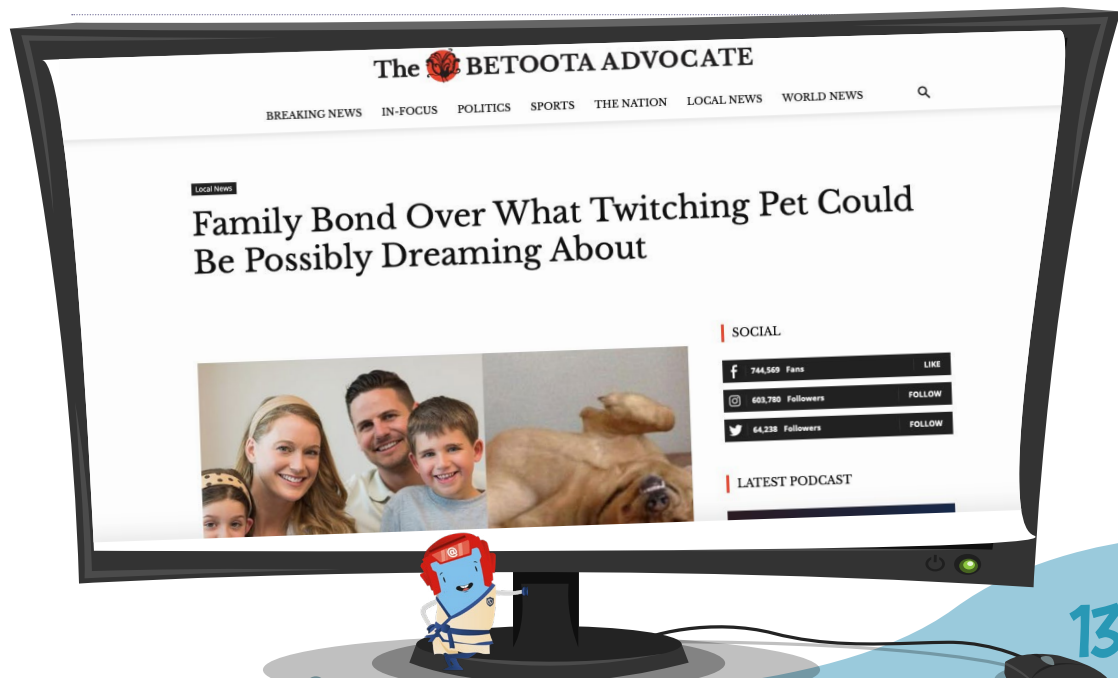 The BETOOTA ADVOCATE
BREAKING NEWS IN-FOCUS POLITICS SPORTS THE NATION LOCAL NEWS WORLD NEWS
Local News
Family Bond Over What Twitching Pet Could
Be Possibly Dreaming About
SOCIAL
744,569 Fans LIKE
603,780 Followers FOLLOW
64,238 Followers FOLLOW
LATEST PODCAST
@
13